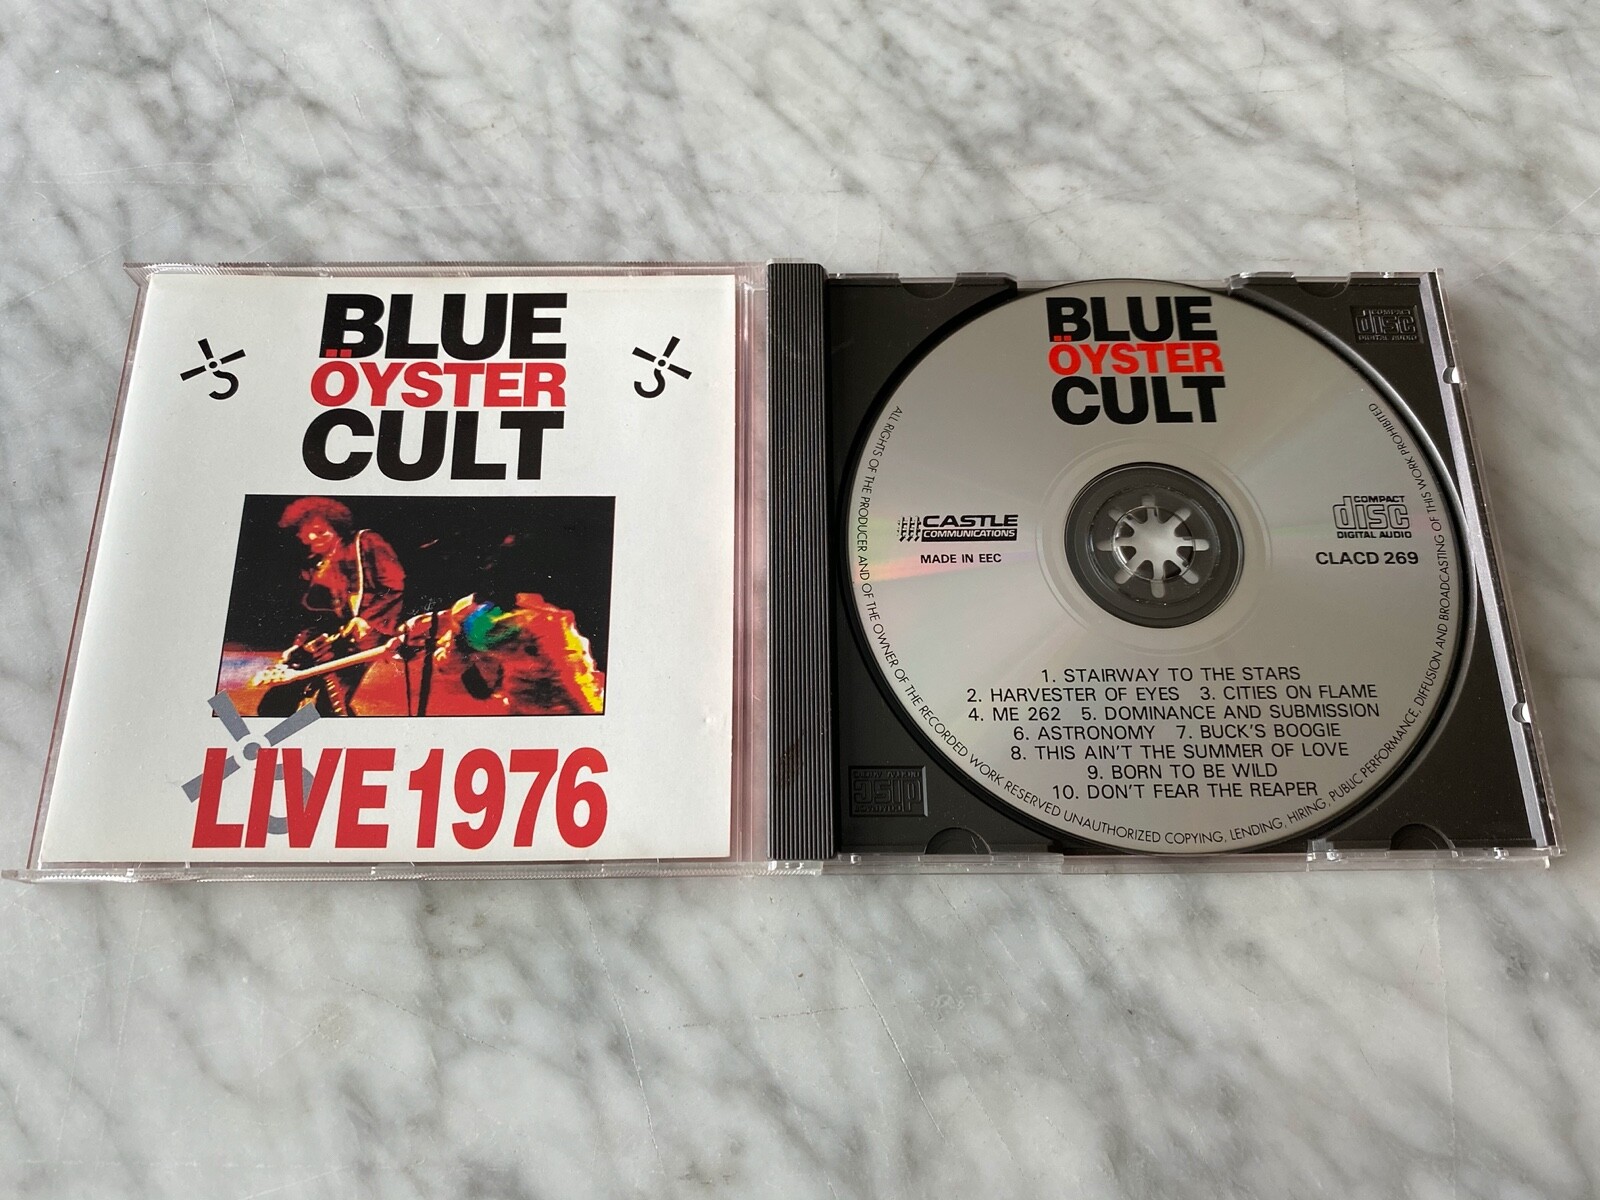 BLUE
ÖYSTER
CULT
LIVE 1976
BLUE
ÖYSTER
CULT
COMPACT
disc
DIGITAL AUDIO
CASTLE
COMMUNICATIONS
MADE IN EEC
COMPACT
disc
DIGITAL AUDIO
CLACD 269
1. STAIRWAY TO THE STARS
2. HARVESTER OF EYES 3. CITIES ON FLAME
4. ME 262 5. DOMINANCE AND SUBMISSION
6. ASTRONOMY 7. BUCK'S BOOGIE
8. THIS AIN'T THE SUMMER OF LOVE
9. BORN TO BE WILD
10. DON'T FEAR THE REAPER
ALL RIGHTS OF THE PRODUCER AND OF THE OWNER OF THE RECORDED WORK RESERVED UNAUTHORIZED COPYING, LENDING, HIRING, PUBLIC PERFORMANCE, DIFFUSION AND BROADCASTING OF THIS WORK PROHIBITED
COMPACT
disc
DIGITAL AUDIO